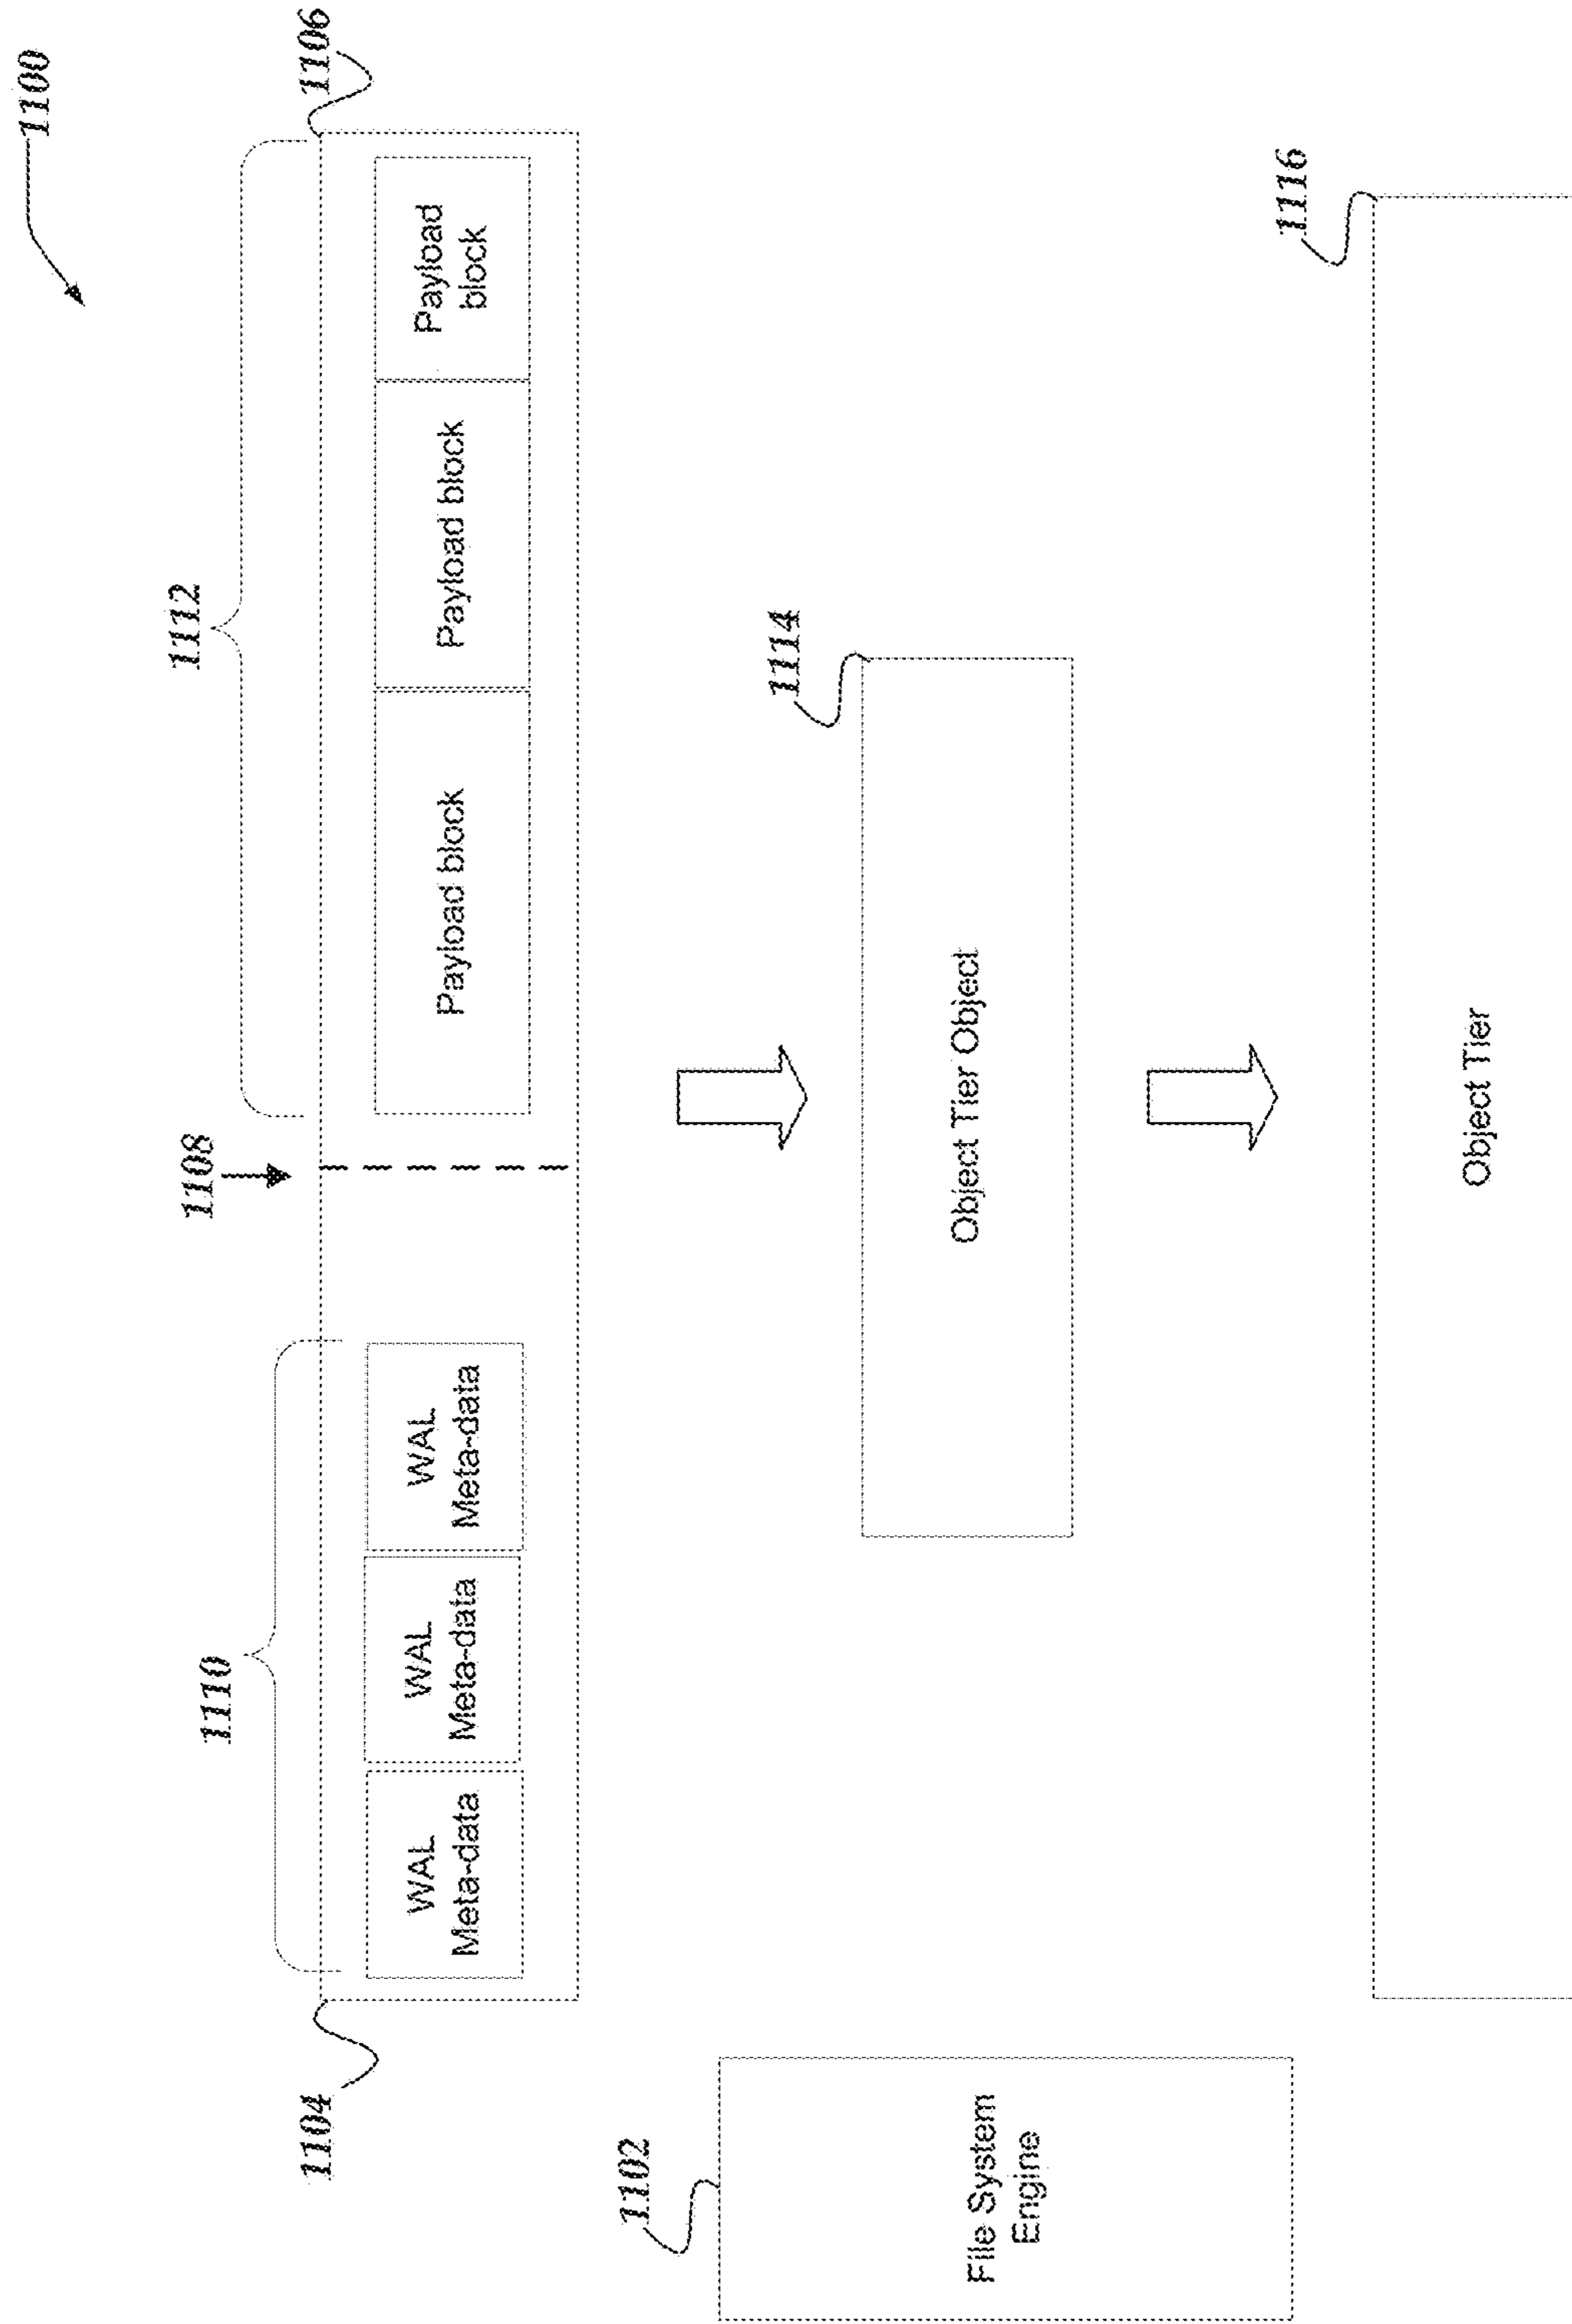 1100
1110
1108
1112
1104
1106
WAL
Meta-data
WAL
Meta-data
WAL
Meta-data
Payload block
Payload block
Payload
block
1102
1114
File System
Engine
Object Tier Object
1116
Object Tier